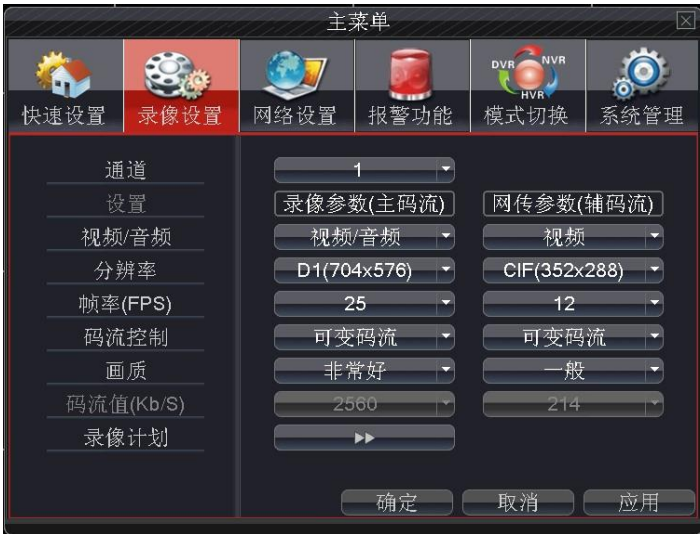 主菜单
DVR NVR
HVR
快速设置 录像设置 网络设置 报警功能 模式切换 系统管理
通道 1
设置 录像参数(主码流) 网传参数(辅码流)
视频/音频 视频/音频 视频
分辨率 D1(704x576) CIF(352x288)
帧率(FPS) 25 12
码流控制 可变码流 可变码流
画质 非常好 一般
码流值(Kb/S) 2560 214
录像计划
确定 取消 应用